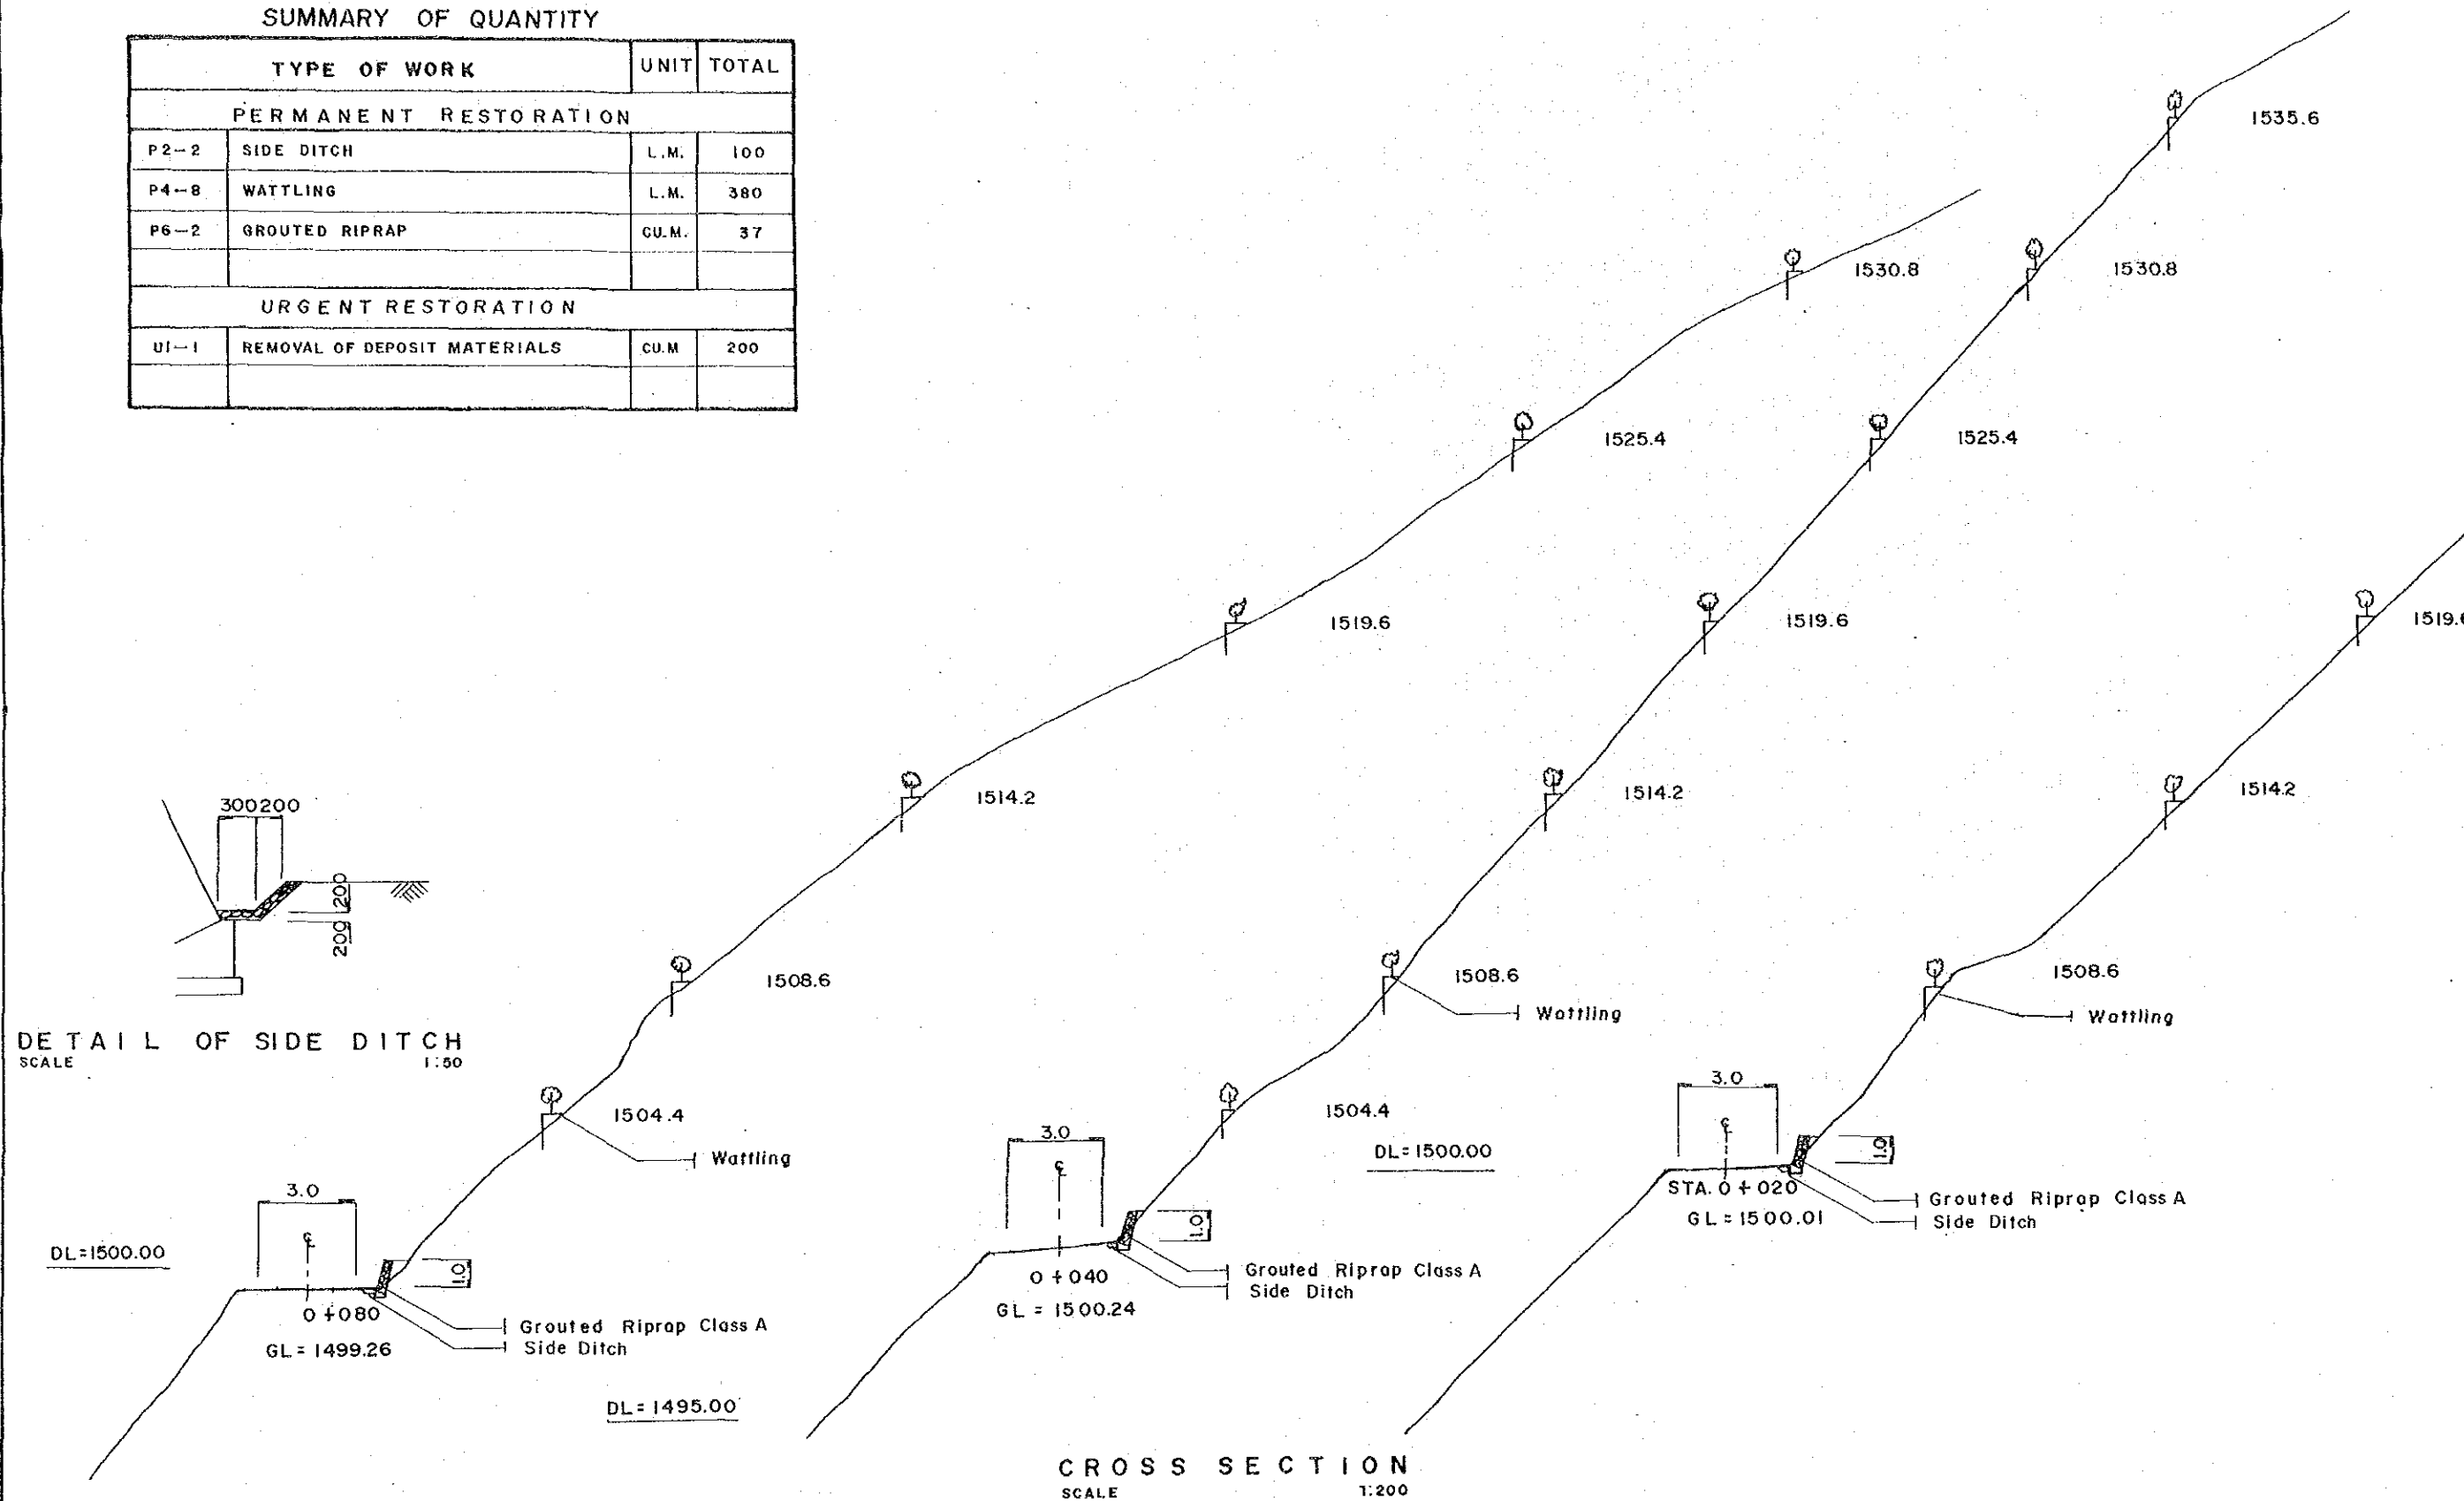 SUMMARY OF QUANTITY
TYPE OF WORK UNIT TOTAL
PERMANENT RESTORATION
P2-2 SIDE DITCH L.M. 100
P4-8 WATTLING L.M. 380
P6-2 GROUTED RIPRAP CU.M. 37
URGENT RESTORATION
U1-1 REMOVAL OF DEPOSIT MATERIALS CU.M 200
300 200
200
200
DETAIL OF SIDE DITCH
SCALE 1:50
1530.8
1525.4
1519.6
1514.2
1508.6
1504.4
Wattling
3.0
℄
1.0
DL=1500.00
0+080
GL=1499.26
Grouted Riprap Class A
Side Ditch
DL=1495.00
1535.6
1530.8
1525.4
1519.6
1514.2
1508.6
Wattling
1504.4
3.0
℄
1.0
0+040
GL=1500.24
Grouted Riprap Class A
Side Ditch
DL=1500.00
1519.6
1514.2
1508.6
Wattling
3.0
℄
1.0
STA. 0+020
GL=1500.01
Grouted Riprap Class A
Side Ditch
CROSS SECTION
SCALE 1:200